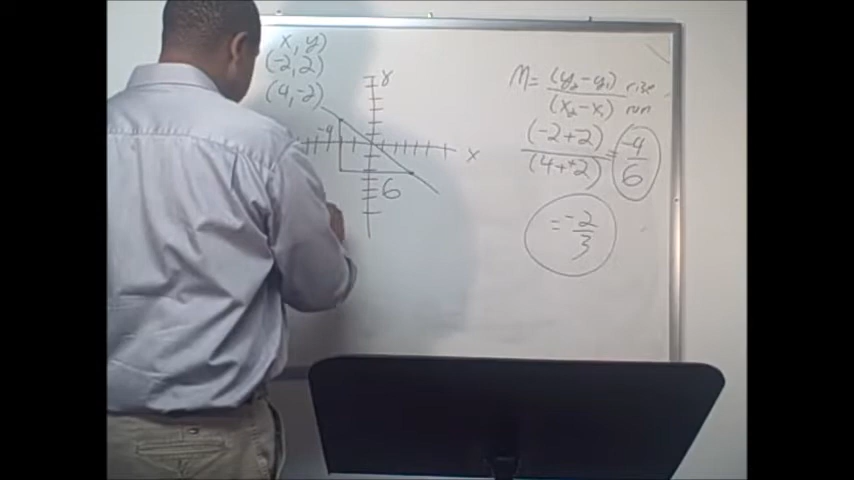 x, y)
(-2, 2)
(4, -2)
y
-4
x
6
M = (y₂ - y₁) rise
(x₂ - x₁) run
(-2 + 2) = -4
(4 + +2) 6
= -2
3